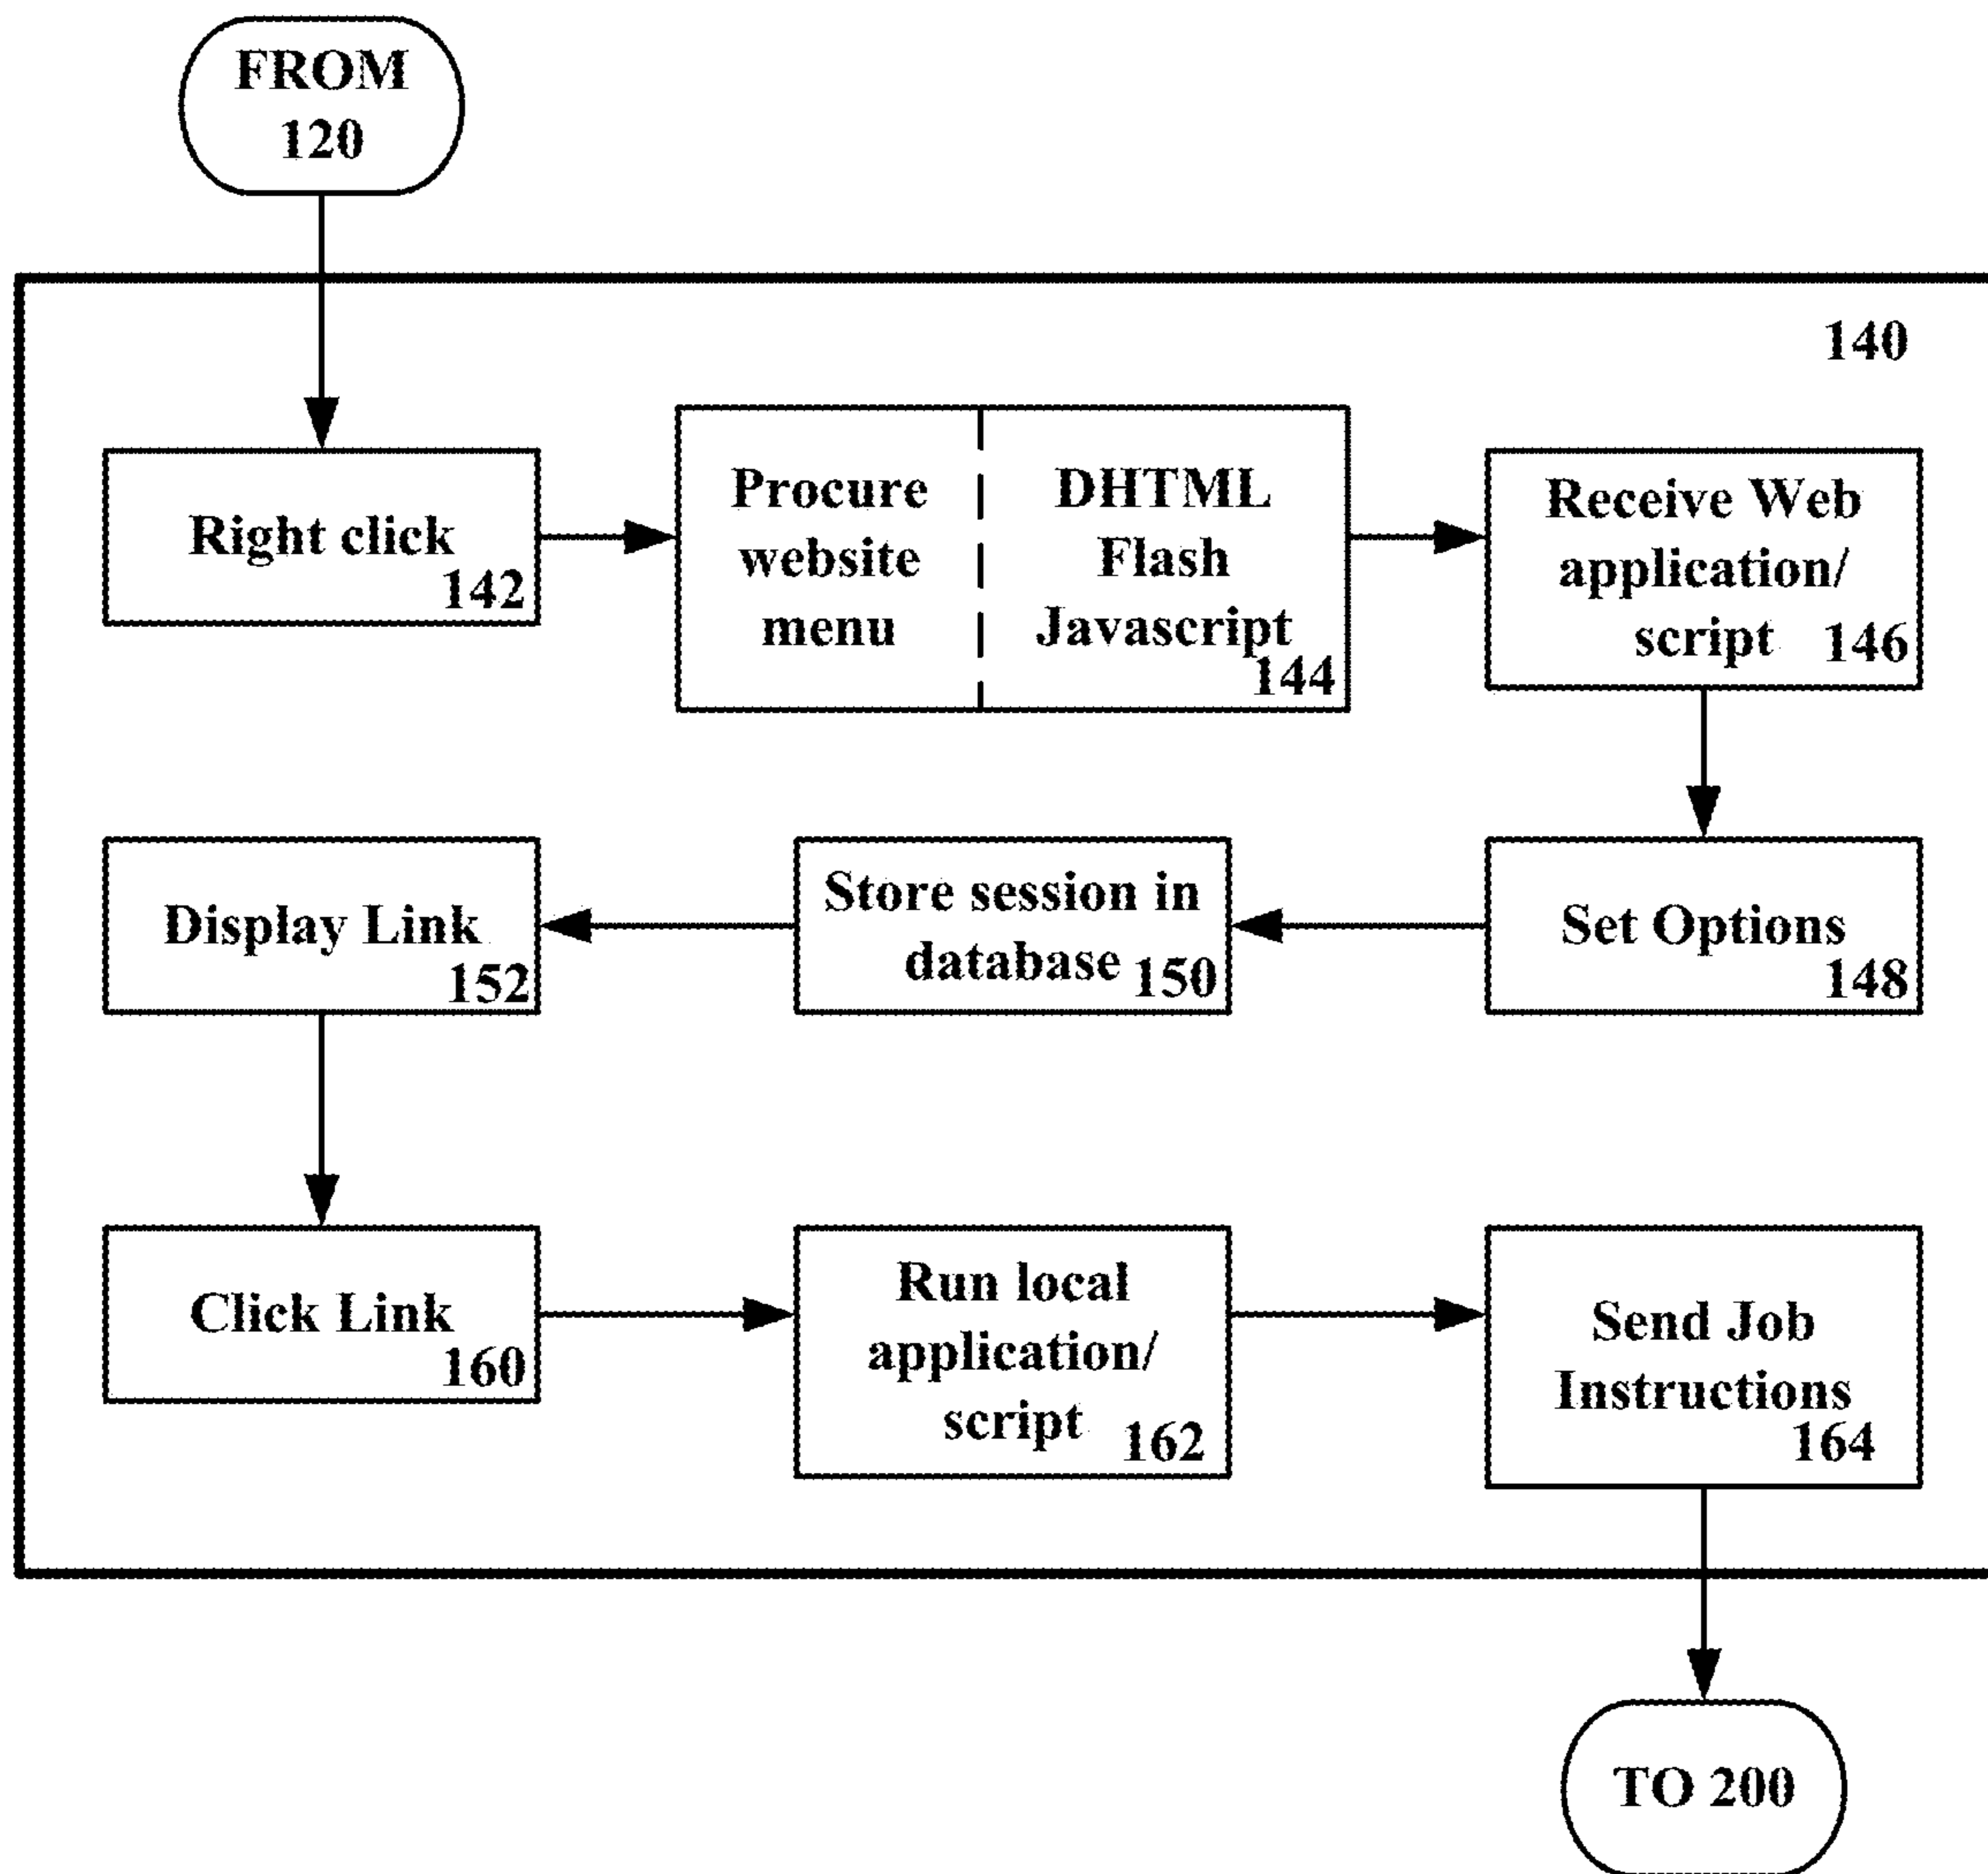 FROM
120
140
Right click
142
Procure
website
menu
DHTML
Flash
Javascript
144
Receive Web
application/
script 146
Set Options
148
Store session in
database 150
Display Link
152
Click Link
160
Run local
application/
script 162
Send Job
Instructions
164
TO 200